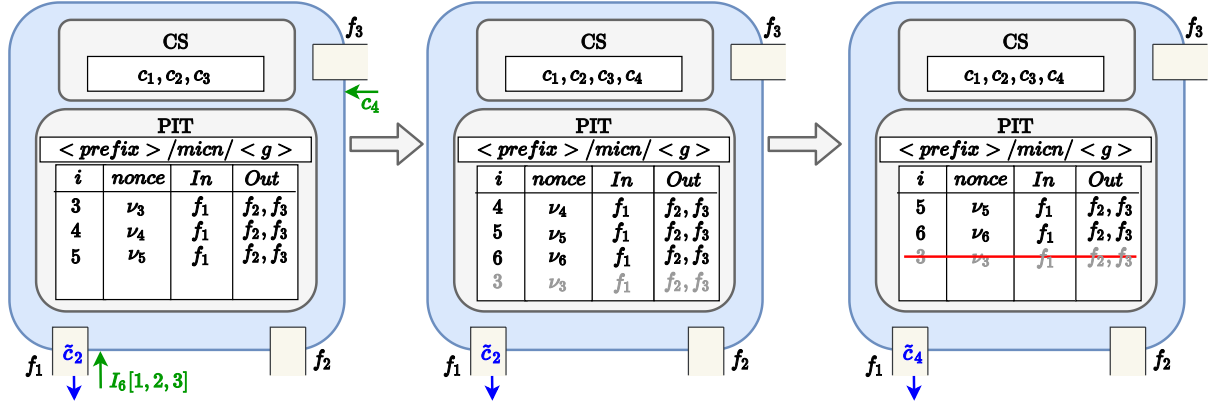 f₃
CS
c₁, c₂, c₃
c₄
PIT
< prefix > /micn/ < g >
i nonce In Out
3 ν₃ f₁ f₂, f₃
4 ν₄ f₁ f₂, f₃
5 ν₅ f₁ f₂, f₃
f₁ c̃₂ f₂
I₆[1, 2, 3]
f₃
CS
c₁, c₂, c₃, c₄
PIT
< prefix > /micn/ < g >
i nonce In Out
4 ν₄ f₁ f₂, f₃
5 ν₅ f₁ f₂, f₃
6 ν₆ f₁ f₂, f₃
3 ν₃ f₁ f₂, f₃
f₁ c̃₂ f₂
f₃
CS
c₁, c₂, c₃, c₄
PIT
< prefix > /micn/ < g >
i nonce In Out
5 ν₅ f₁ f₂, f₃
6 ν₆ f₁ f₂, f₃
3 ν₃ f₁ f₂, f₃
f₁ c̃₄ f₂